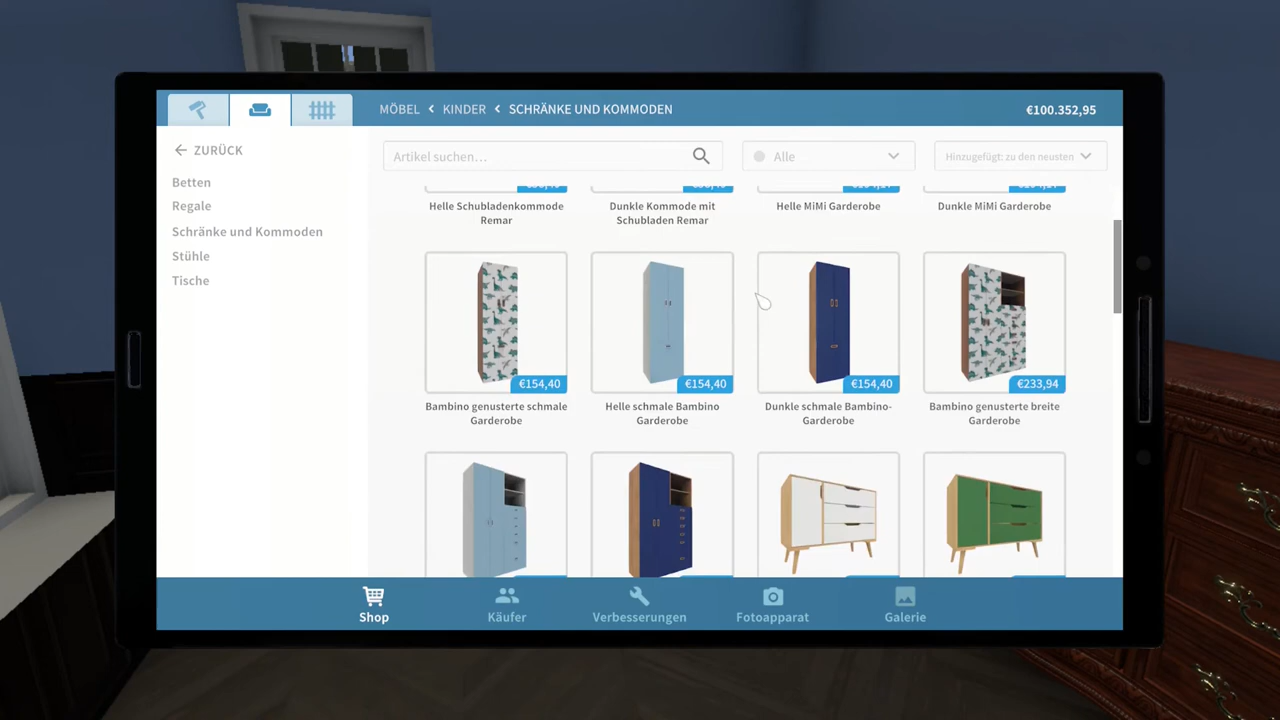 MÖBEL < KINDER < SCHRÄNKE UND KOMMODEN
€100.352,95
ZURÜCK
Artikel suchen...
Alle
Hinzugefügt: zu den neusten
Betten
Regale
Schränke und Kommoden
Stühle
Tische
Helle Schubladenkommode
Remar
Dunkle Kommode mit
Schubladen Remar
Helle MiMi Garderobe
Dunkle MiMi Garderobe
€154,40
€154,40
€154,40
€233,94
Bambino genusterte schmale
Garderobe
Helle schmale Bambino
Garderobe
Dunkle schmale Bambino-
Garderobe
Bambino genusterte breite
Garderobe
Shop
Käufer
Verbesserungen
Fotoapparat
Galerie